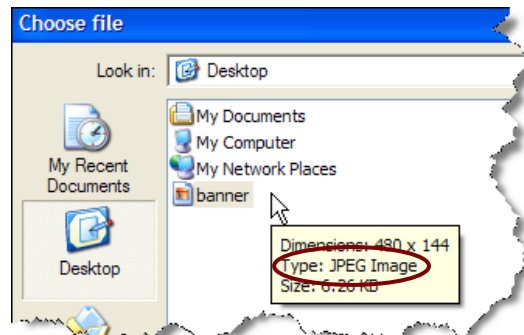 Choose file
Look in:
Desktop
My Documents
My Computer
My Network Places
banner
My Recent
Documents
Desktop
Dimensions: 480 x 144
Type: JPEG Image
Size: 6.26 KB